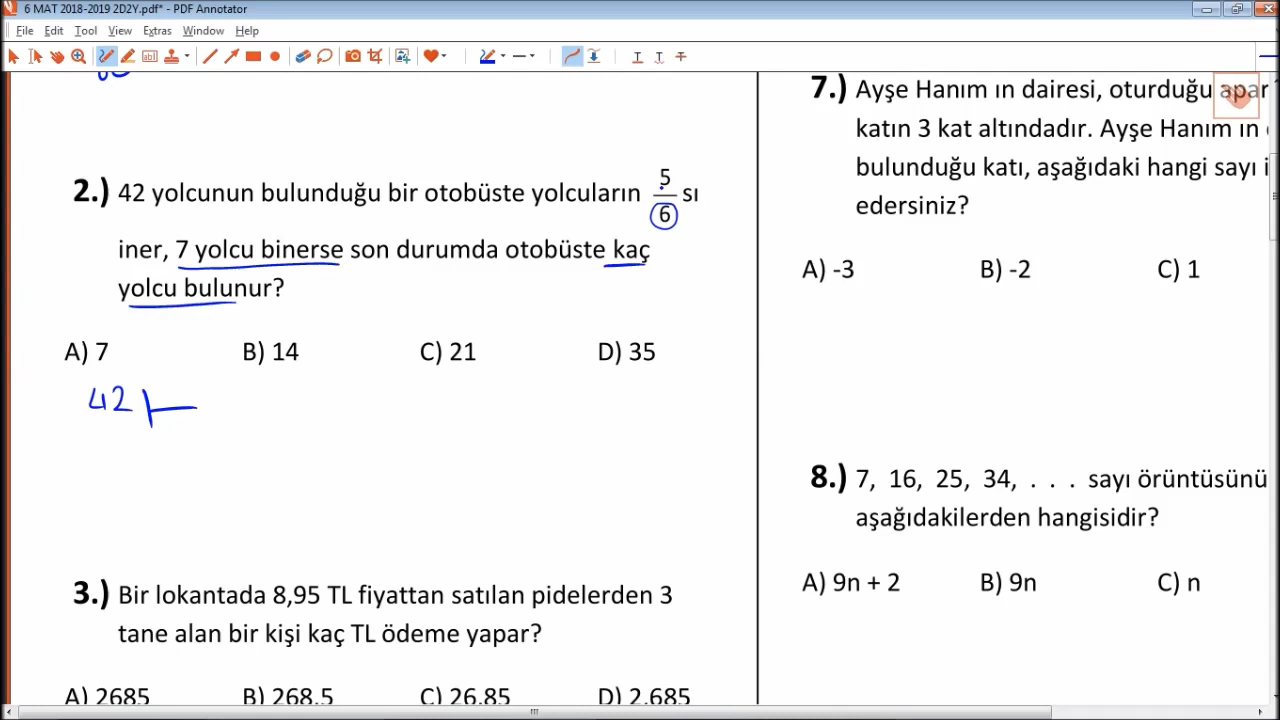 6 MAT 2018-2019 2D2Y.pdf* - PDF Annotator
File Edit Tool View Extras Window Help
2.) 42 yolcunun bulunduğu bir otobüste yolcuların 5/6 sı
iner, 7 yolcu binerse son durumda otobüste kaç
yolcu bulunur?
A) 7 B) 14 C) 21 D) 35
42
3.) Bir lokantada 8,95 TL fiyattan satılan pidelerden 3
tane alan bir kişi kaç TL ödeme yapar?
A) 2685 B) 268,5 C) 26,85 D) 2,685
7.) Ayşe Hanım ın dairesi, oturduğu apar
katın 3 kat altındadır. Ayşe Hanım ın
bulunduğu katı, aşağıdaki hangi sayı i
edersiniz?
A) -3 B) -2 C) 1
8.) 7, 16, 25, 34, . . . sayı örüntüsünü
aşağıdakilerden hangisidir?
A) 9n + 2 B) 9n C) n